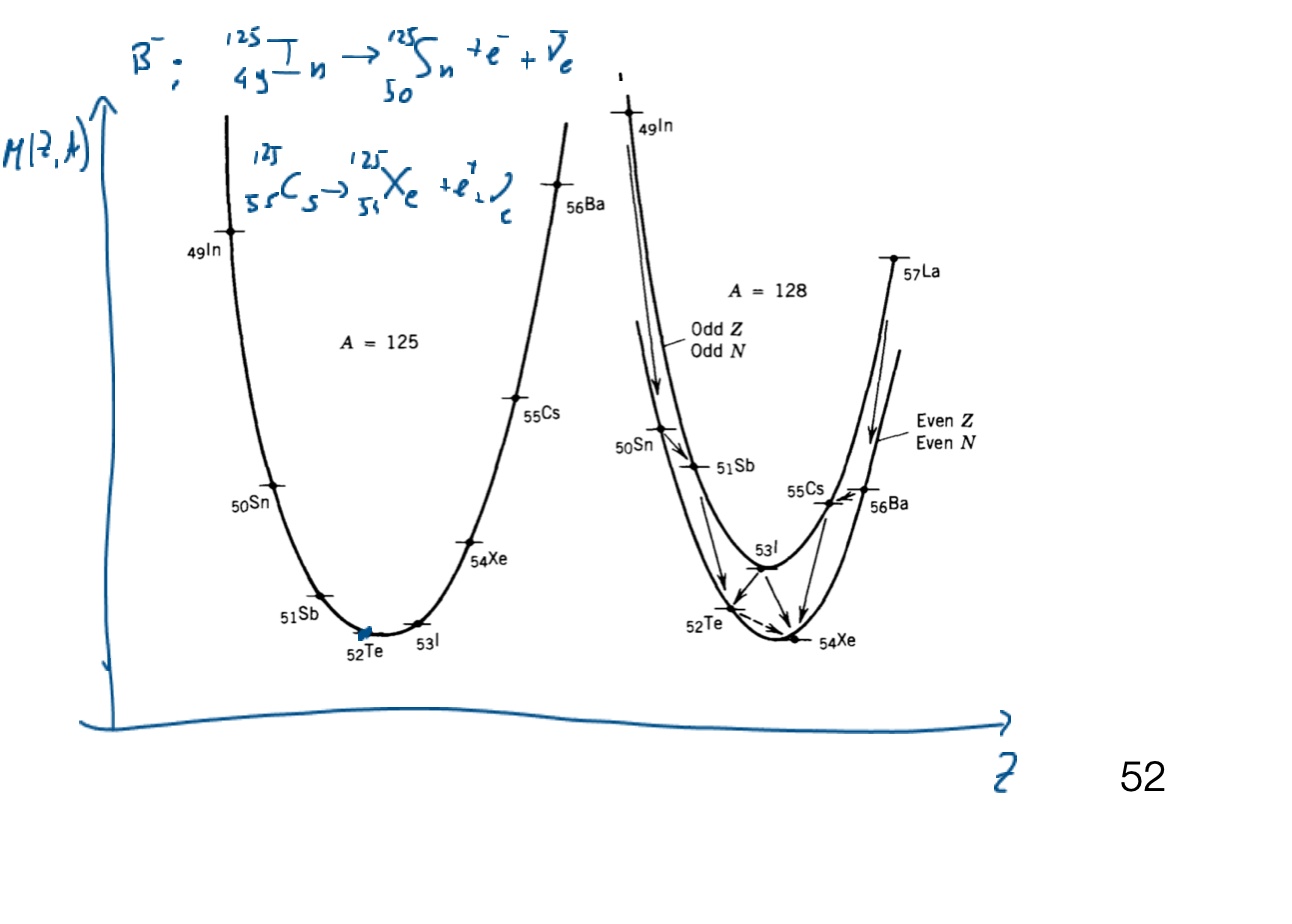 B⁻: ¹²⁵₄₉In → ¹²⁵₅₀Sn + e⁻ + ν̄ₑ
M(Z,A)
¹²⁵₅₅Cs → ¹²⁵₅₄Xe + e⁺ + νₑ
49In
56Ba
A = 125
55Cs
50Sn
54Xe
51Sb
52Te
53I
49In
57La
A = 128
Odd Z
Odd N
Even Z
Even N
50Sn
51Sb
55Cs
56Ba
53I
52Te
54Xe
Z
52